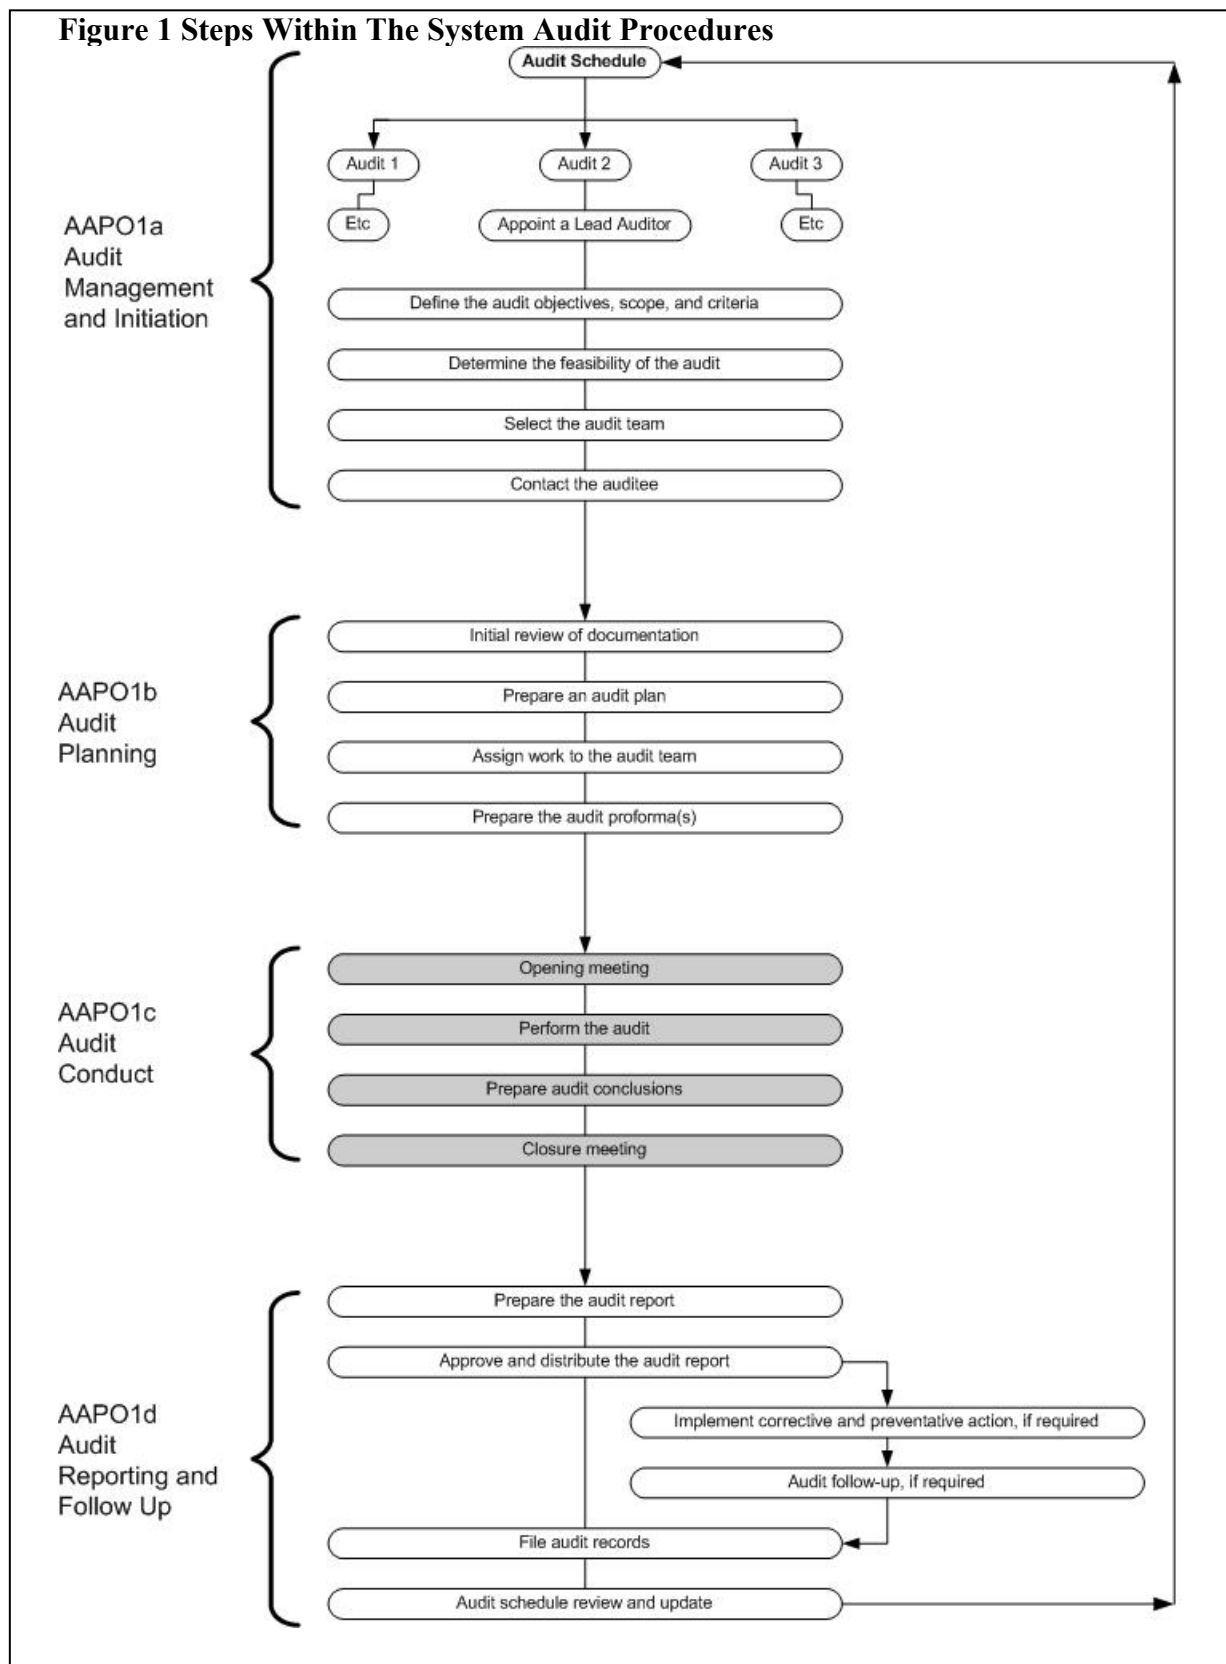 Figure 1 Steps Within The System Audit Procedures
Audit Schedule
Audit 1
Audit 2
Audit 3
Etc
Appoint a Lead Auditor
Etc
AAPO1a
Audit
Management
and Initiation
Define the audit objectives, scope, and criteria
Determine the feasibility of the audit
Select the audit team
Contact the auditee
AAPO1b
Audit
Planning
Initial review of documentation
Prepare an audit plan
Assign work to the audit team
Prepare the audit proforma(s)
AAPO1c
Audit
Conduct
Opening meeting
Perform the audit
Prepare audit conclusions
Closure meeting
AAPO1d
Audit
Reporting and
Follow Up
Prepare the audit report
Approve and distribute the audit report
Implement corrective and preventative action, if required
Audit follow-up, if required
File audit records
Audit schedule review and update